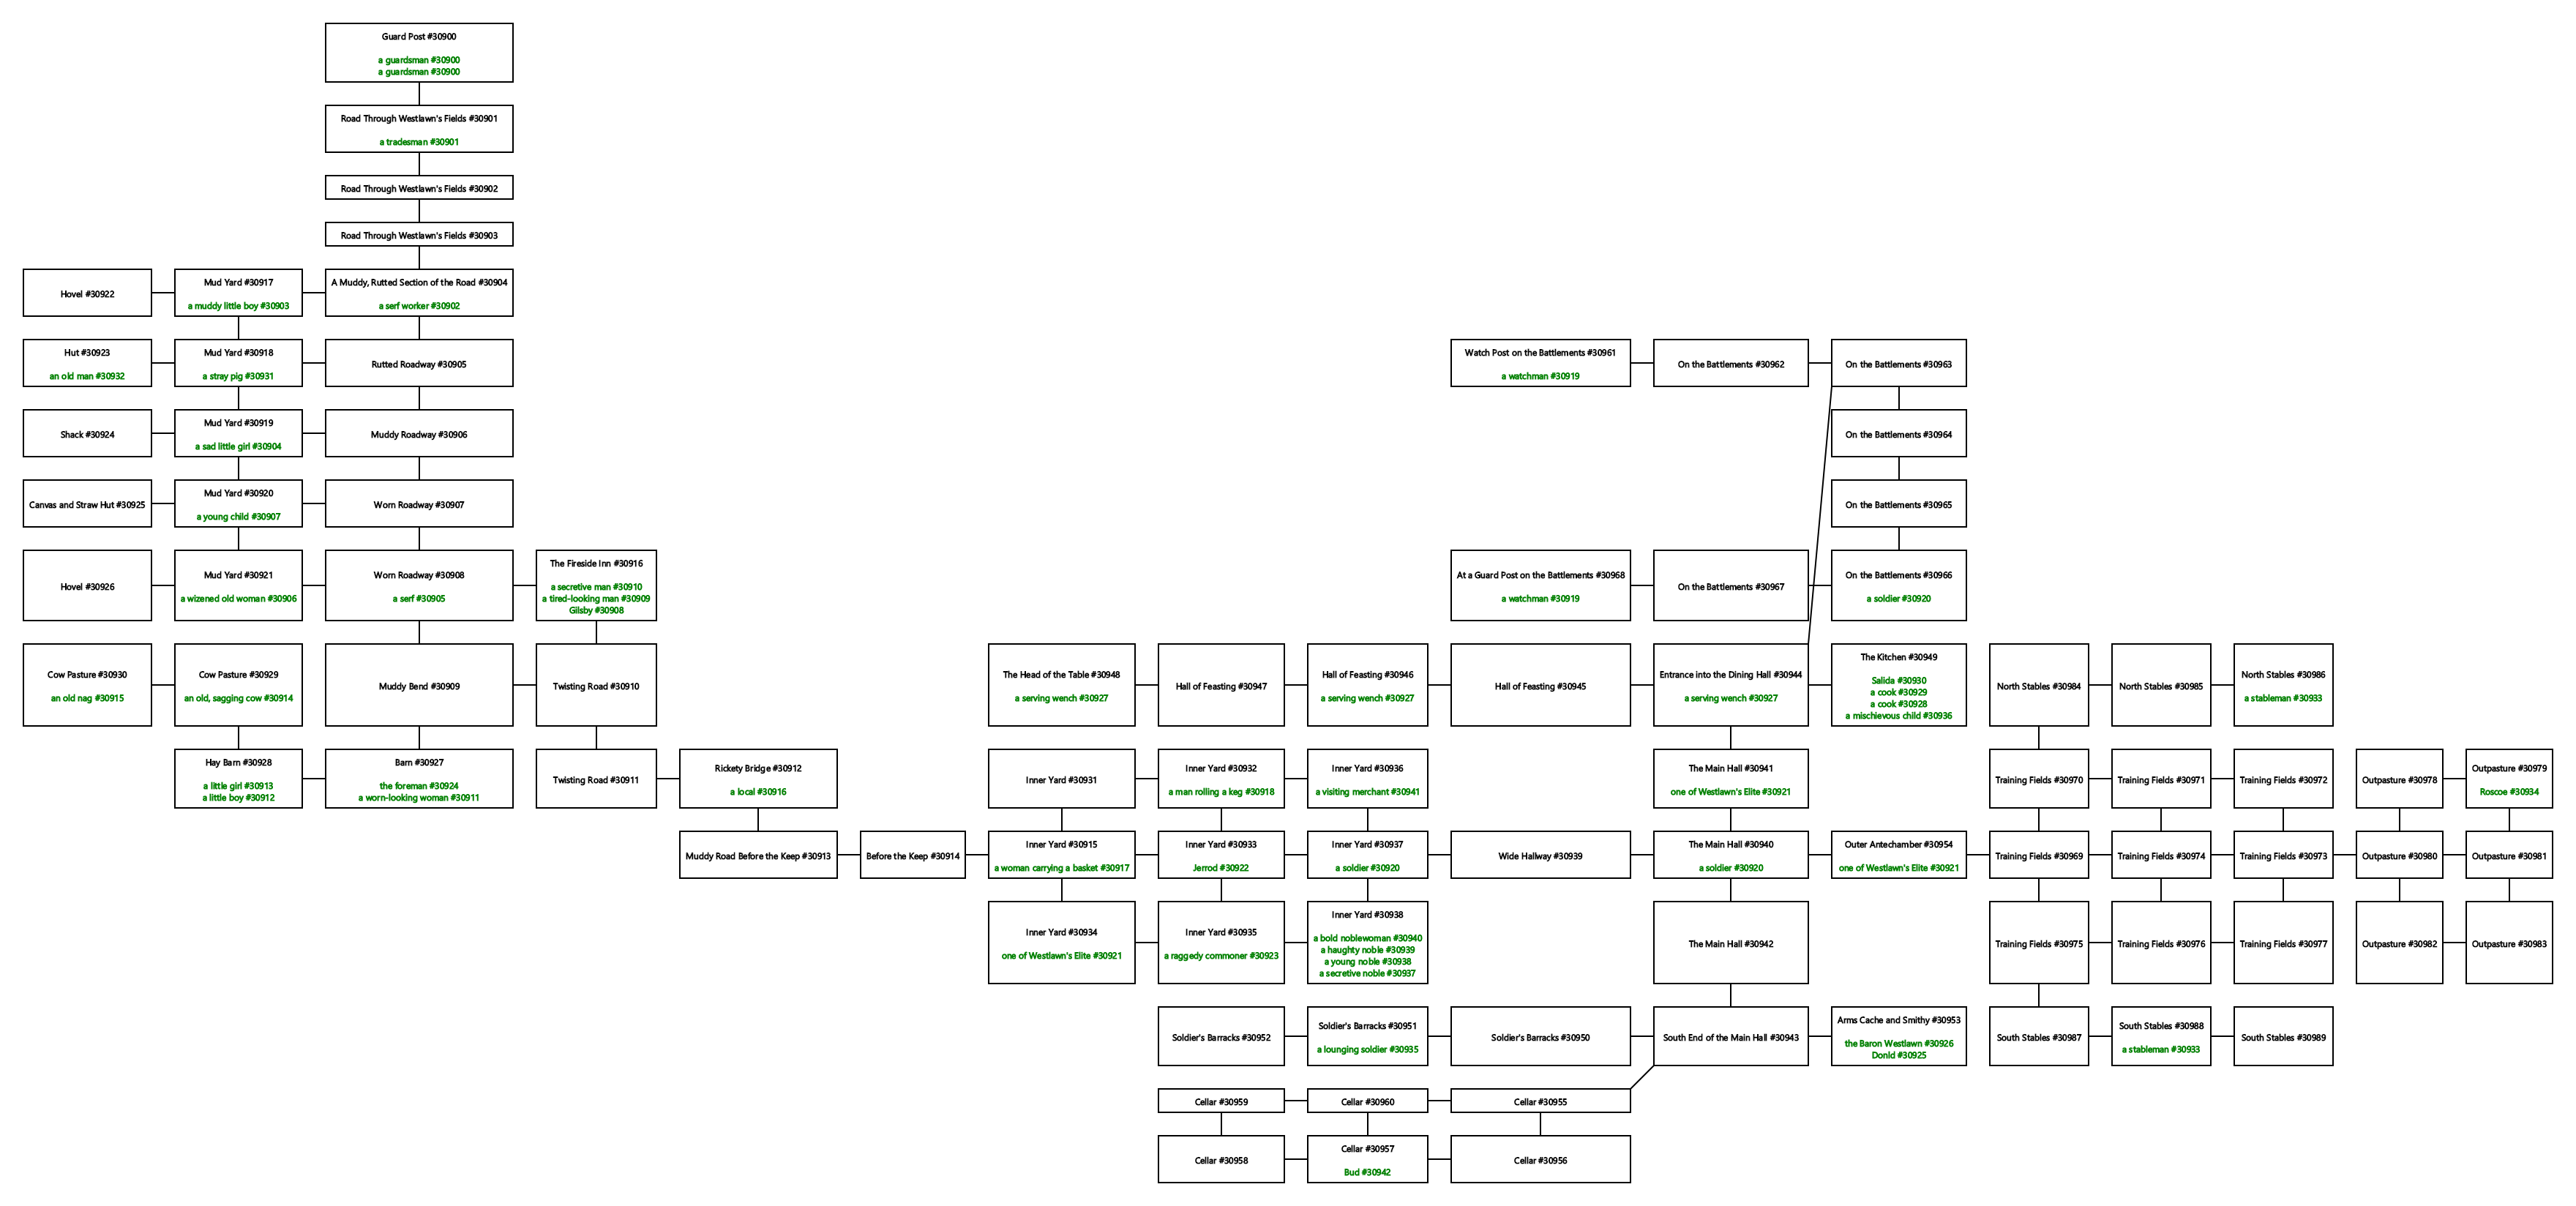 Guard Post #30900
a guardsman #30900
a guardsman #30900
Road Through Westlawn's Fields #30901
a tradesman #30901
Road Through Westlawn's Fields #30902
Road Through Westlawn's Fields #30903
Hovel #30922
Mud Yard #30917
a muddy little boy #30903
A Muddy, Rutted Section of the Road #30904
a serf worker #30902
Hut #30923
an old man #30932
Mud Yard #30918
a stray pig #30931
Rutted Roadway #30905
Watch Post on the Battlements #30961
a watchman #30919
On the Battlements #30962
On the Battlements #30963
Shack #30924
Mud Yard #30919
a sad little girl #30904
Muddy Roadway #30906
On the Battlements #30964
Canvas and Straw Hut #30925
Mud Yard #30920
a young child #30907
Worn Roadway #30907
On the Battlements #30965
Hovel #30926
Mud Yard #30921
a wizened old woman #30906
Worn Roadway #30908
a serf #30905
The Fireside Inn #30916
a secretive man #30910
a tired-looking man #30909
Gilsby #30908
At a Guard Post on the Battlements #30968
a watchman #30919
On the Battlements #30967
On the Battlements #30966
a soldier #30920
Cow Pasture #30930
an old nag #30915
Cow Pasture #30929
an old, sagging cow #30914
Muddy Bend #30909
Twisting Road #30910
The Head of the Table #30948
a serving wench #30927
Hall of Feasting #30947
Hall of Feasting #30946
a serving wench #30927
Hall of Feasting #30945
Entrance into the Dining Hall #30944
a serving wench #30927
The Kitchen #30949
Salida #30930
a cook #30929
a cook #30928
a mischievous child #30936
North Stables #30984
North Stables #30985
North Stables #30986
a stableman #30933
Hay Barn #30928
a little girl #30913
a little boy #30912
Barn #30927
the foreman #30924
a worn-looking woman #30911
Twisting Road #30911
Rickety Bridge #30912
a local #30916
Inner Yard #30931
Inner Yard #30932
a man rolling a keg #30918
Inner Yard #30936
a visiting merchant #30941
The Main Hall #30941
one of Westlawn's Elite #30921
Training Fields #30970
Training Fields #30971
Training Fields #30972
Outpasture #30978
Outpasture #30979
Roscoe #30934
Muddy Road Before the Keep #30913
Before the Keep #30914
Inner Yard #30915
a woman carrying a basket #30917
Inner Yard #30933
Jerrod #30922
Inner Yard #30937
a soldier #30920
Wide Hallway #30939
The Main Hall #30940
a soldier #30920
Outer Antechamber #30954
one of Westlawn's Elite #30921
Training Fields #30969
Training Fields #30974
Training Fields #30973
Outpasture #30980
Outpasture #30981
Inner Yard #30934
one of Westlawn's Elite #30921
Inner Yard #30935
a raggedy commoner #30923
Inner Yard #30938
a bold noblewoman #30940
a haughty noble #30939
a young noble #30938
a secretive noble #30937
The Main Hall #30942
Training Fields #30975
Training Fields #30976
Training Fields #30977
Outpasture #30982
Outpasture #30983
Soldier's Barracks #30952
Soldier's Barracks #30951
a lounging soldier #30935
Soldier's Barracks #30950
South End of the Main Hall #30943
Arms Cache and Smithy #30953
the Baron Westlawn #30926
Donld #30925
South Stables #30987
South Stables #30988
a stableman #30933
South Stables #30989
Cellar #30959
Cellar #30960
Cellar #30955
Cellar #30958
Cellar #30957
Bud #30942
Cellar #30956